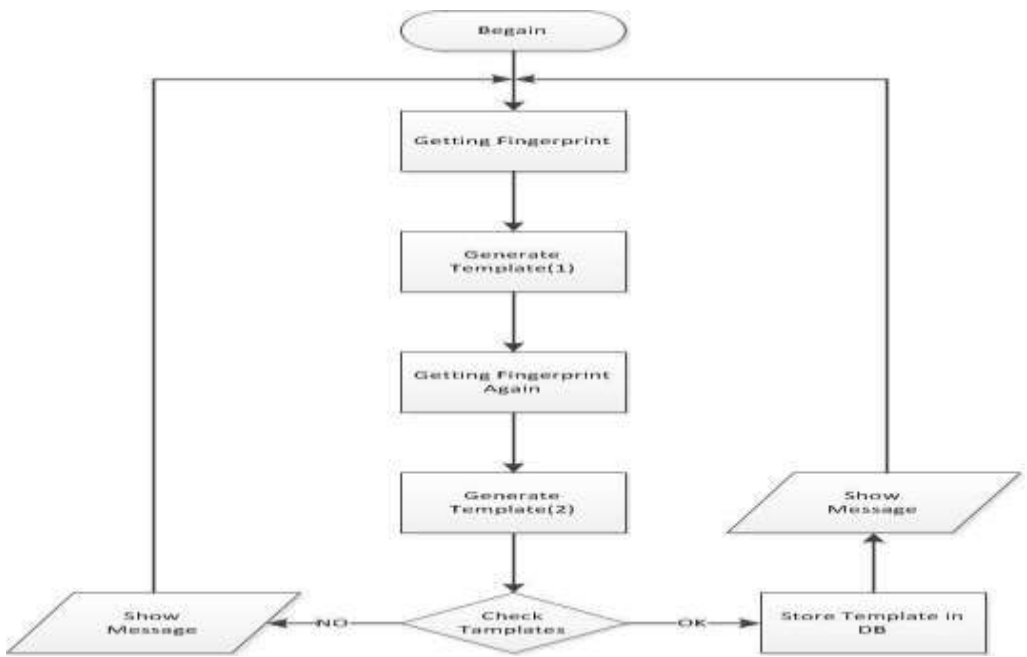 Begain
Getting Fingerprint
Generate
Template(1)
Getting Fingerprint
Again
Generate
Template(2)
Show
Message
Show
Message
NO
Check
Tamplates
OK
Store Template in
DB